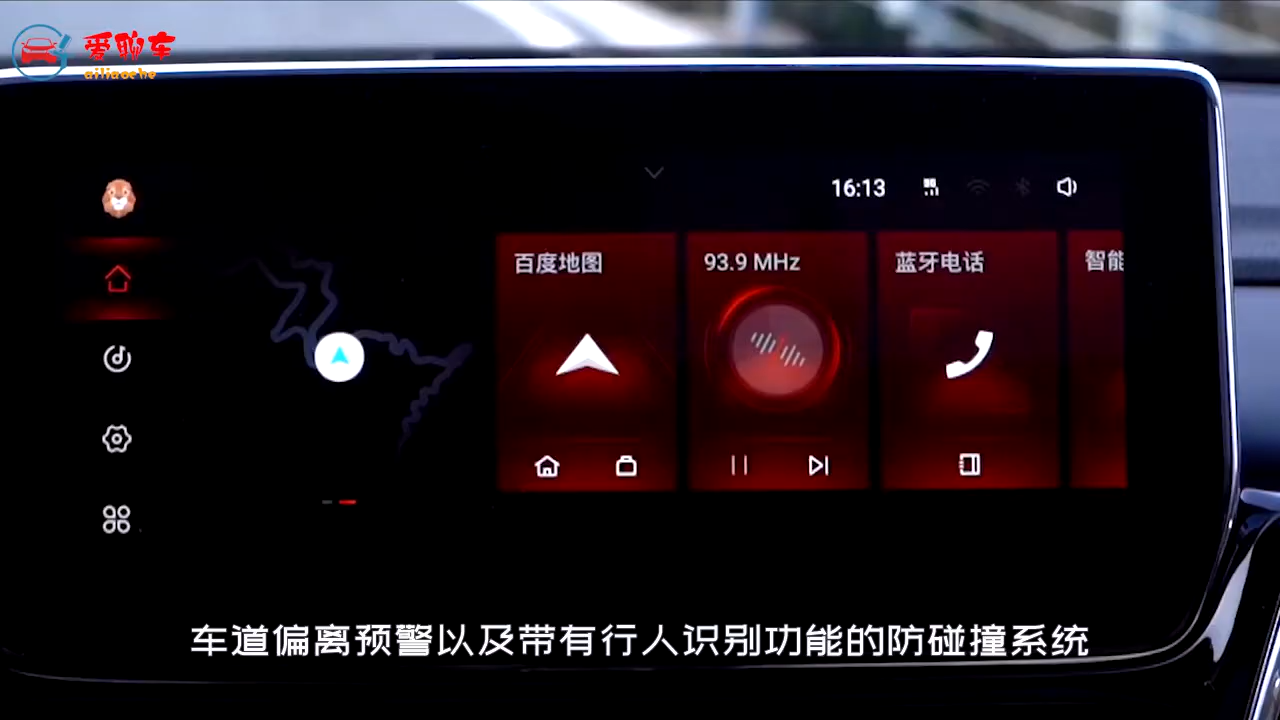 爱聊车
ailiaoche
16:13
百度地图
93.9 MHz
蓝牙电话
智能
车道偏离预警以及带有行人识别功能的防碰撞系统